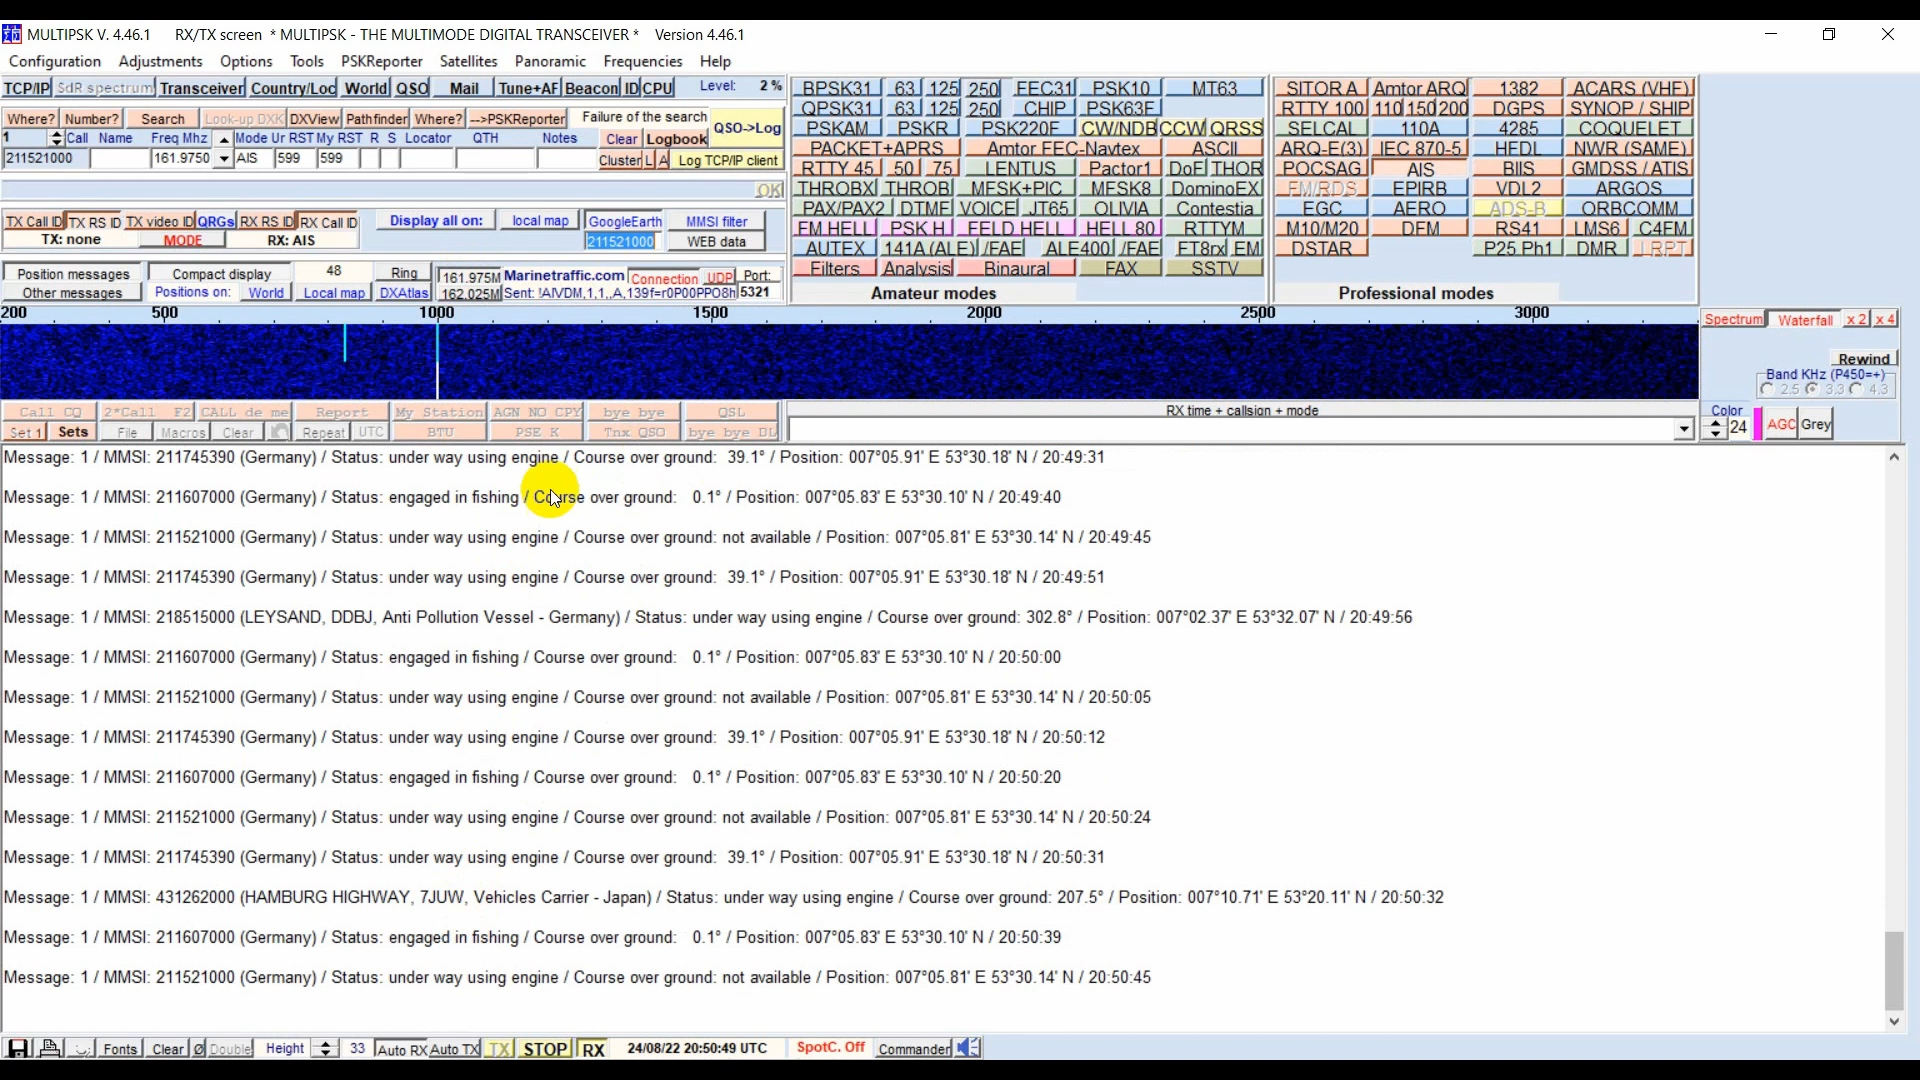 MULTIPSK V. 4.46.1 RX/TX screen * MULTIPSK - THE MULTIMODE DIGITAL TRANSCEIVER * Version 4.46.1
Configuration Adjustments Options Tools PSKReporter Satellites Panoramic Frequencies Help
TCP/IP SdR spectrum Transceiver Country/Loc World QSO Mail Tune+AF Beacon ID CPU Level: 2 %
Where? Number? Search Look-up DXK DXView Pathfinder Where? -->PSKReporter Failure of the search QSO->Log
1 Call Name Freq Mhz Mode Ur RST My RST R S Locator QTH Notes Clear Logbook
211521000 161.9750 AIS 599 599 Cluster L A Log TCP/IP client
OK
TX Call ID TX RS ID TX video ID QRGs RX RS ID RX Call ID Display all on: local map GoogleEarth MMSI filter
TX: none MODE RX: AIS 211521000 WEB data
Position messages Compact display 48 Ring 161.975M Marinetraffic.com Connection UDP Port:
Other messages Positions on: World Local map DXAtlas 162.025M Sent: !AIVDM,1,1,,A,139f=r0P00PPO8h 5321
BPSK31 63 125 250 FEC31 PSK10 MT63
QPSK31 63 125 250 CHIP PSK63F
PSKAM PSKR PSK220F CW/NDB CCW QRSS
PACKET+APRS Amtor FEC-Navtex ASCII
RTTY 45 50 75 LENTUS Pactor1 DoF THOR
THROBX THROB MFSK+PIC MFSK8 DominoEX
PAX/PAX2 DTMF VOICE JT65 OLIVIA Contestia
FM HELL PSK H FELD HELL HELL 80 RTTYM
AUTEX 141A (ALE) /FAE ALE400 /FAE FT8rx EM
Filters Analysis Binaural FAX SSTV
Amateur modes
SITOR A Amtor ARQ 1382 ACARS (VHF)
RTTY 100 110 150 200 DGPS SYNOP / SHIP
SELCAL 110A 4285 COQUELET
ARQ-E(3) IEC 870-5 HFDL NWR (SAME)
POCSAG AIS BIIS GMDSS / ATIS
FM/RDS EPIRB VDL2 ARGOS
EGC AERO ADS-B ORBCOMM
M10/M20 DFM RS41 LMS6 C4FM
DSTAR P25 Ph1 DMR LRPT
Professional modes
200 500 1000 1500 2000 2500 3000
Spectrum Waterfall x 2 x 4
Rewind
Band KHz (P450=+)
2.5 3.3 4.3
Color
24 AGC Grey
Call CQ 2*Call F2 CALL de me Report My Station AGN NO CPY bye bye QSL
Set 1 Sets File Macros Clear Repeat UTC BTU PSE K Tnx QSO bye bye DL
RX time + callsign + mode
Message: 1 / MMSI: 211745390 (Germany) / Status: under way using engine / Course over ground: 39.1° / Position: 007°05.91' E 53°30.18' N / 20:49:31
Message: 1 / MMSI: 211607000 (Germany) / Status: engaged in fishing / Course over ground: 0.1° / Position: 007°05.83' E 53°30.10' N / 20:49:40
Message: 1 / MMSI: 211521000 (Germany) / Status: under way using engine / Course over ground: not available / Position: 007°05.81' E 53°30.14' N / 20:49:45
Message: 1 / MMSI: 211745390 (Germany) / Status: under way using engine / Course over ground: 39.1° / Position: 007°05.91' E 53°30.18' N / 20:49:51
Message: 1 / MMSI: 218515000 (LEYSAND, DDBJ, Anti Pollution Vessel - Germany) / Status: under way using engine / Course over ground: 302.8° / Position: 007°02.37' E 53°32.07' N / 20:49:56
Message: 1 / MMSI: 211607000 (Germany) / Status: engaged in fishing / Course over ground: 0.1° / Position: 007°05.83' E 53°30.10' N / 20:50:00
Message: 1 / MMSI: 211521000 (Germany) / Status: under way using engine / Course over ground: not available / Position: 007°05.81' E 53°30.14' N / 20:50:05
Message: 1 / MMSI: 211745390 (Germany) / Status: under way using engine / Course over ground: 39.1° / Position: 007°05.91' E 53°30.18' N / 20:50:12
Message: 1 / MMSI: 211607000 (Germany) / Status: engaged in fishing / Course over ground: 0.1° / Position: 007°05.83' E 53°30.10' N / 20:50:20
Message: 1 / MMSI: 211521000 (Germany) / Status: under way using engine / Course over ground: not available / Position: 007°05.81' E 53°30.14' N / 20:50:24
Message: 1 / MMSI: 211745390 (Germany) / Status: under way using engine / Course over ground: 39.1° / Position: 007°05.91' E 53°30.18' N / 20:50:31
Message: 1 / MMSI: 431262000 (HAMBURG HIGHWAY, 7JUW, Vehicles Carrier - Japan) / Status: under way using engine / Course over ground: 207.5° / Position: 007°10.71' E 53°20.11' N / 20:50:32
Message: 1 / MMSI: 211607000 (Germany) / Status: engaged in fishing / Course over ground: 0.1° / Position: 007°05.83' E 53°30.10' N / 20:50:39
Message: 1 / MMSI: 211521000 (Germany) / Status: under way using engine / Course over ground: not available / Position: 007°05.81' E 53°30.14' N / 20:50:45
Fonts Clear Ø Double Height 33 Auto RX Auto TX TX STOP RX 24/08/22 20:50:49 UTC SpotC. Off Commander